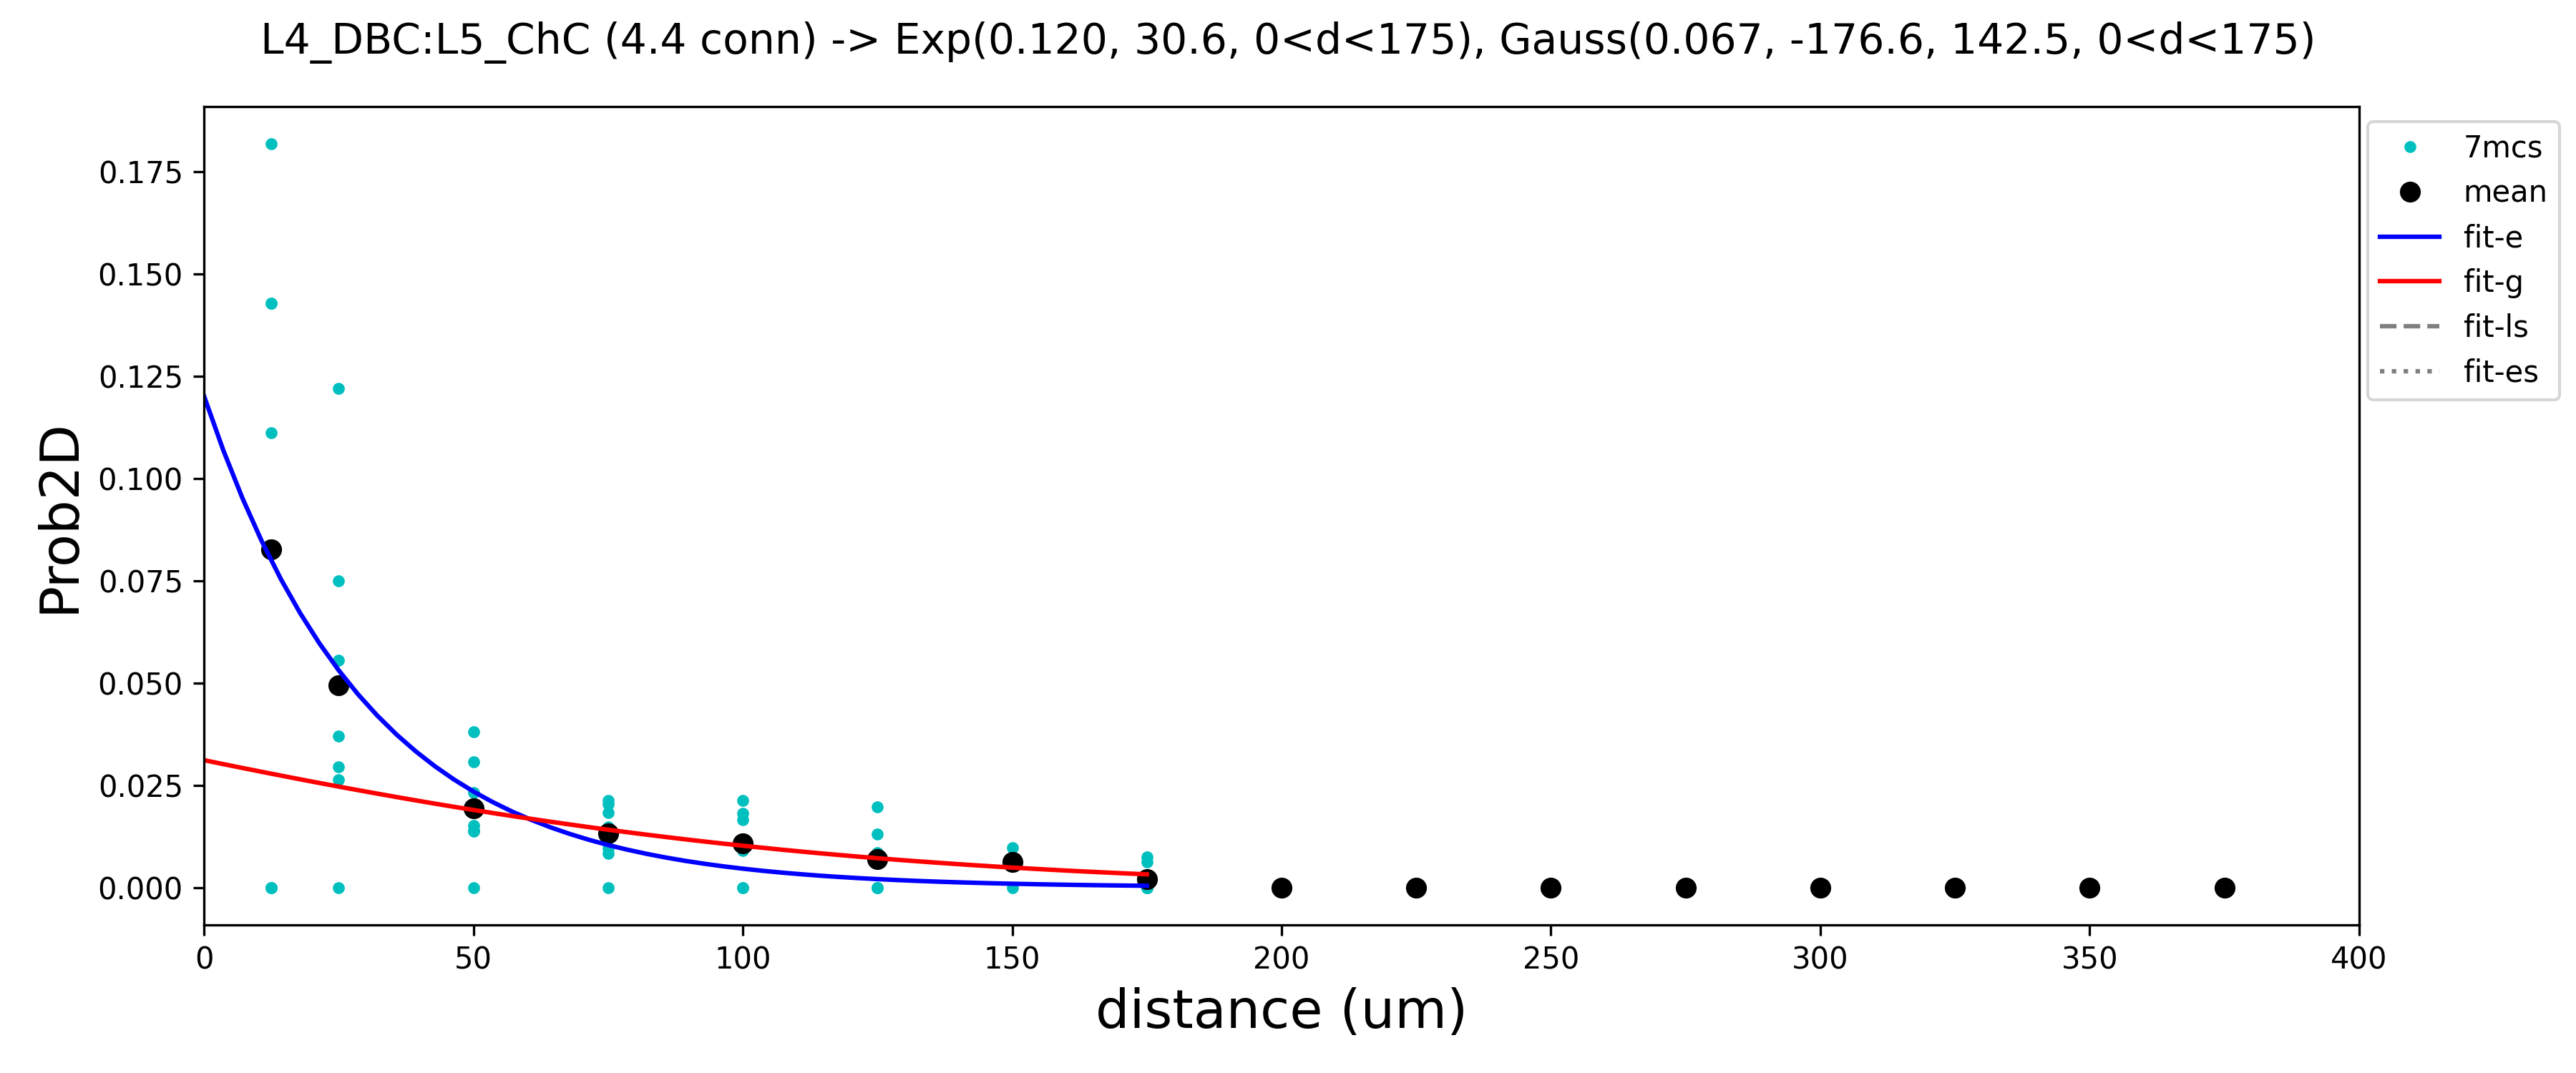 L4_DBC:L5_ChC (4.4 conn) -> Exp(0.120, 30.6, 0<d<175), Gauss(0.067, -176.6, 142.5, 0<d<175)
Prob2D
0.175
0.150
0.125
0.100
0.075
0.050
0.025
0.000
0 50 100 150 200 250 300 350 400
distance (um)
7mcs
mean
fit-e
fit-g
fit-ls
fit-es